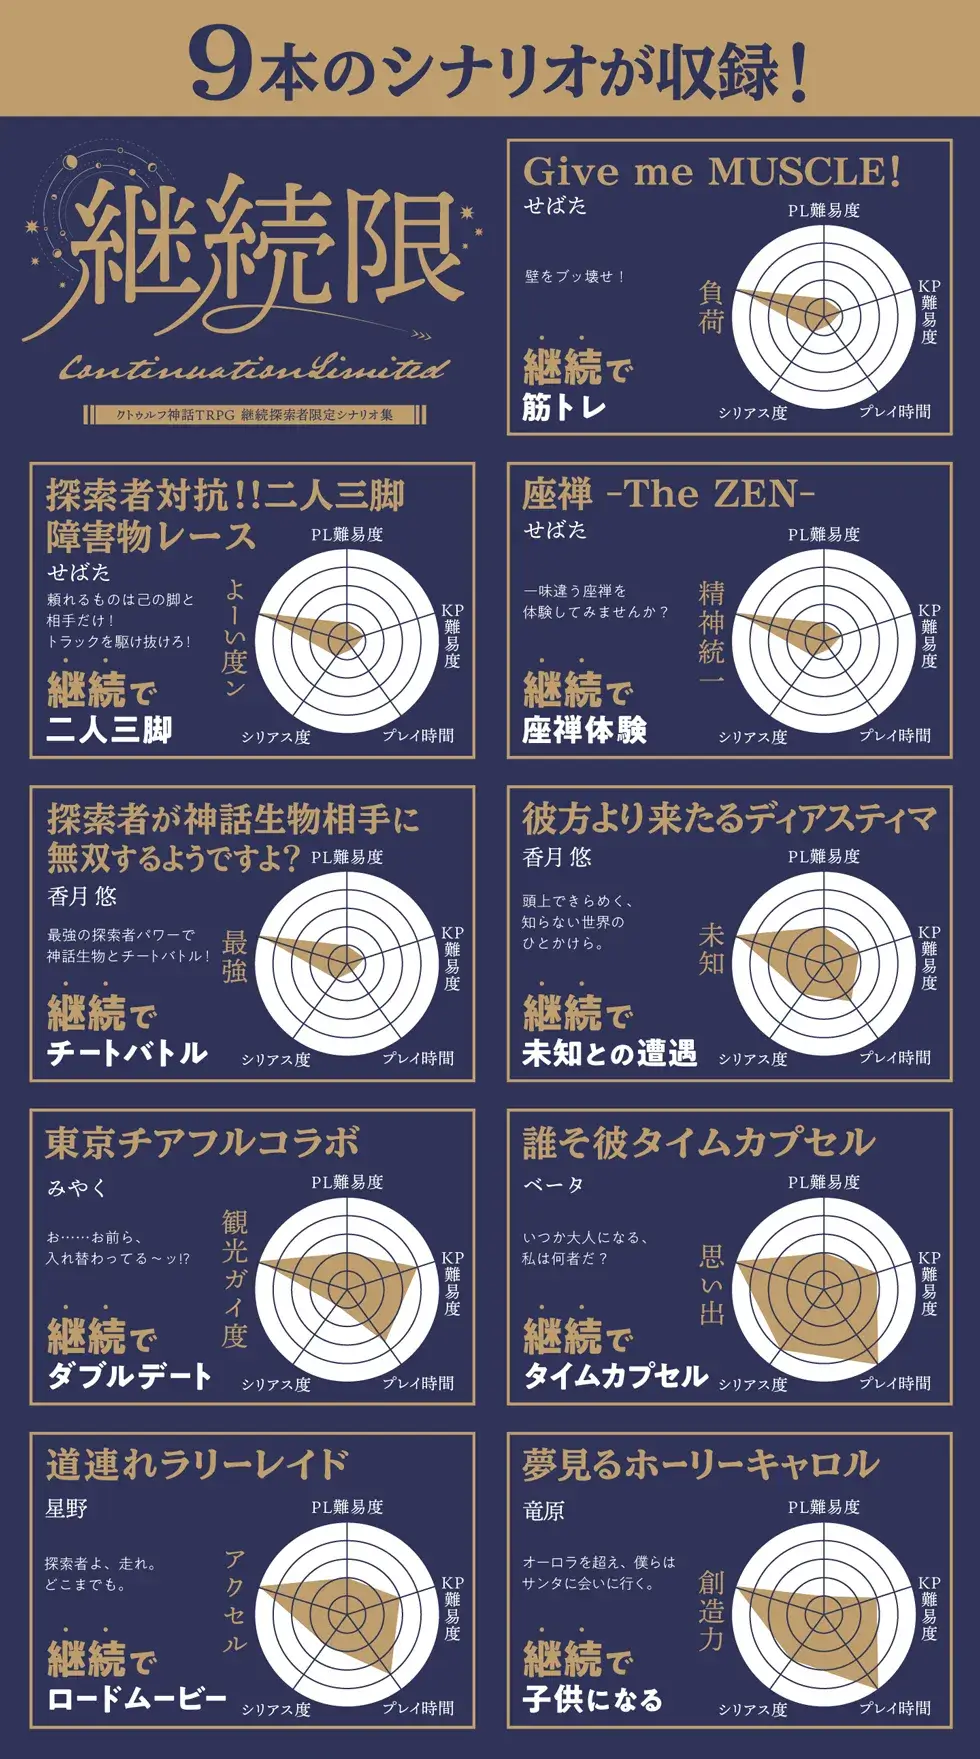 9本のシナリオが収録！
継続限
Continuation Limited
クトゥルフ神話TRPG 継続探索者限定シナリオ集
Give me MUSCLE!
せばた
壁をブッ壊せ！
継続で
筋トレ
PL難易度
KP難易度
プレイ時間
シリアス度
負荷
探索者対抗!!二人三脚
障害物レース
せばた
頼れるものは己の脚と
相手だけ！
トラックを駆け抜けろ!
継続で
二人三脚
PL難易度
KP難易度
プレイ時間
シリアス度
よーい度ン
座禅 -The ZEN-
せばた
一味違う座禅を
体験してみませんか？
継続で
座禅体験
PL難易度
KP難易度
プレイ時間
シリアス度
精神統一
探索者が神話生物相手に
無双するようですよ？
香月 悠
最強の探索者パワーで
神話生物とチートバトル！
継続で
チートバトル
PL難易度
KP難易度
プレイ時間
シリアス度
最強
彼方より来たるディアスティマ
香月 悠
頭上できらめく、
知らない世界の
ひとかけら。
継続で
未知との遭遇
PL難易度
KP難易度
プレイ時間
シリアス度
未知
東京チアフルコラボ
みやく
お……お前ら、
入れ替わってる～ッ!?
継続で
ダブルデート
PL難易度
KP難易度
プレイ時間
シリアス度
観光ガイ度
誰そ彼タイムカプセル
ベータ
いつか大人になる、
私は何者だ？
継続で
タイムカプセル
PL難易度
KP難易度
プレイ時間
シリアス度
思い出
道連れラリーレイド
星野
探索者よ、走れ。
どこまでも。
継続で
ロードムービー
PL難易度
KP難易度
プレイ時間
シリアス度
アクセル
夢見るホーリーキャロル
竜原
オーロラを超え、僕らは
サンタに会いに行く。
継続で
子供になる
PL難易度
KP難易度
プレイ時間
シリアス度
創造力